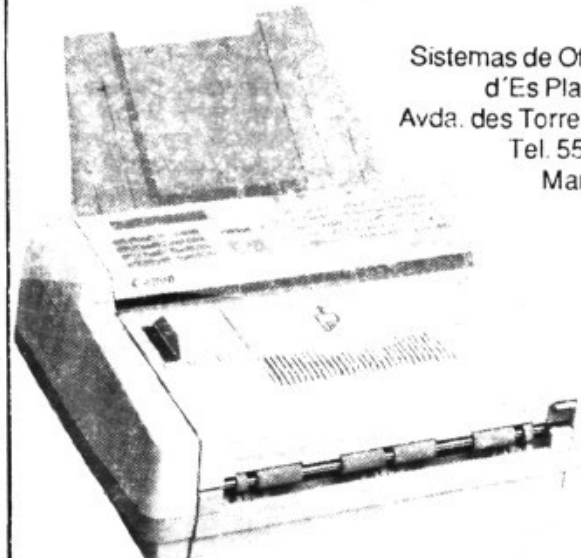 Sistemas de Of
d´Es Pla
Avda. des Torre
Tel. 55
Mar
Canon